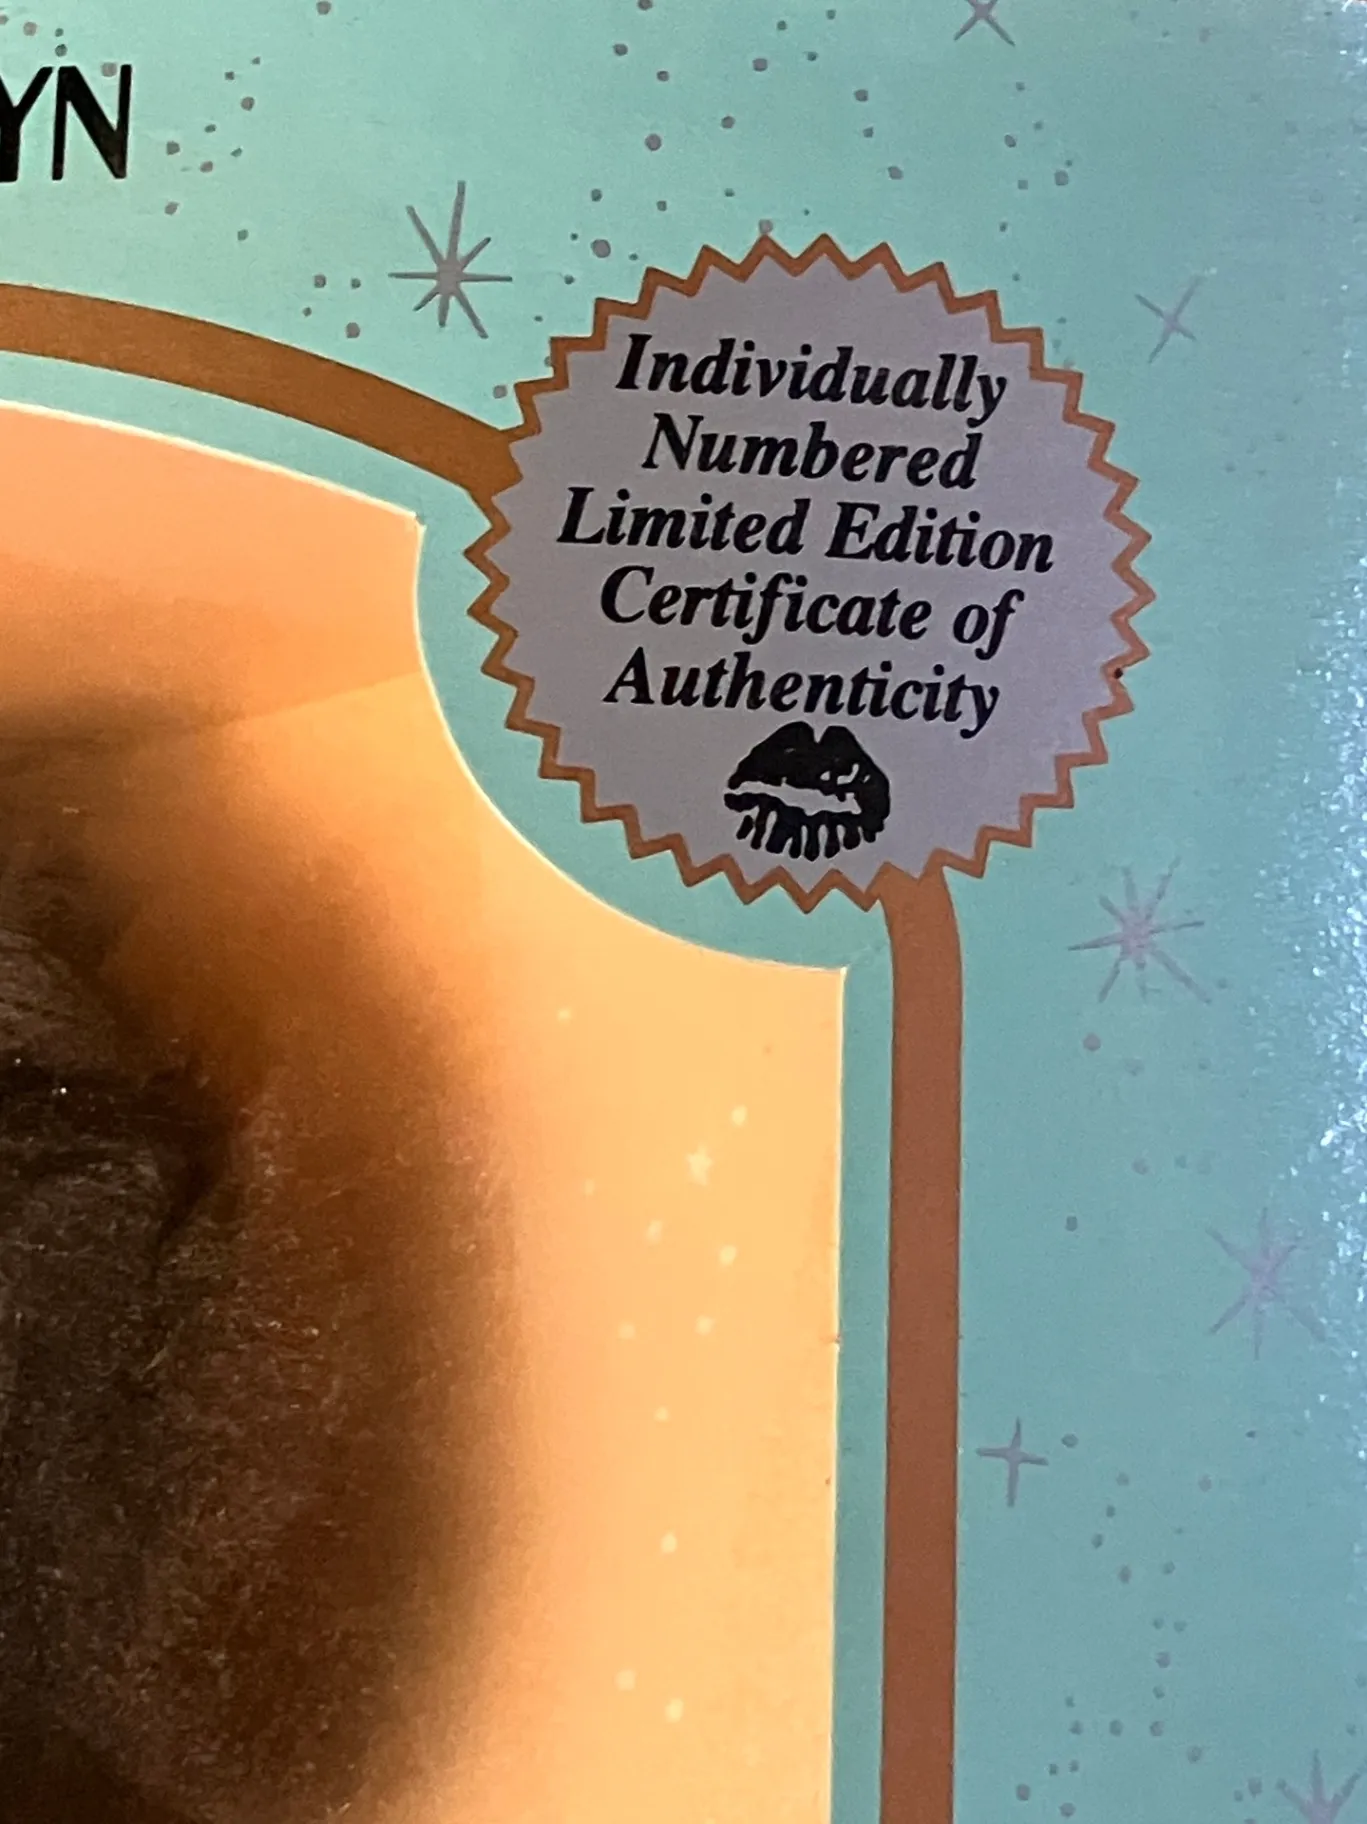 YN
Individually
Numbered
Limited Edition
Certificate of
Authenticity